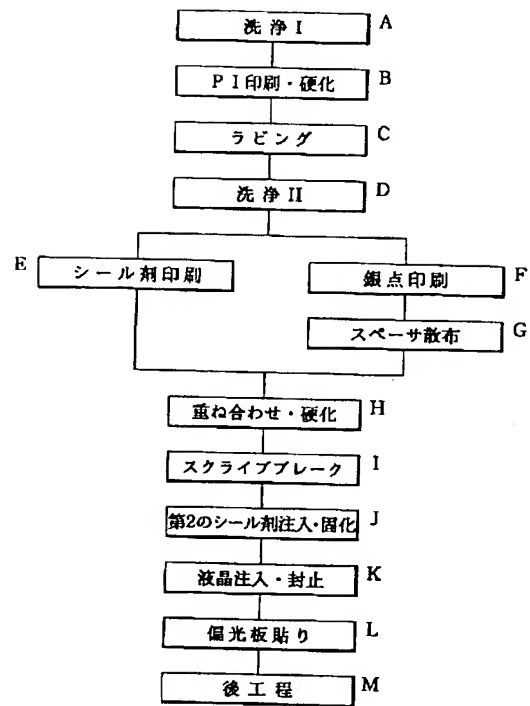 洗浄I A
PI印刷・硬化 B
ラビング C
洗浄II D
E シール剤印刷
銀点印刷 F
スペーサ散布 G
重ね合わせ・硬化 H
スクライブブレーク I
第2のシール剤注入・固化 J
液晶注入・封止 K
偏光板貼り L
後工程 M